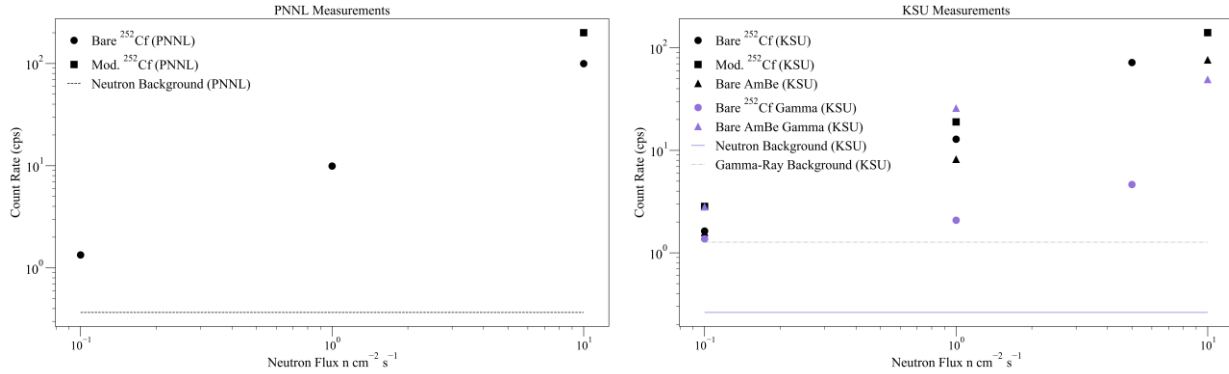 PNNL Measurements
Bare ²⁵²Cf (PNNL)
Mod. ²⁵²Cf (PNNL)
Neutron Background (PNNL)
Count Rate (cps)
10²
10¹
10⁰
10⁻¹
10⁰
10¹
Neutron Flux n cm⁻² s⁻¹
KSU Measurements
Bare ²⁵²Cf (KSU)
Mod. ²⁵²Cf (KSU)
Bare AmBe (KSU)
Bare ²⁵²Cf Gamma (KSU)
Bare AmBe Gamma (KSU)
Neutron Background (KSU)
Gamma-Ray Background (KSU)
Count Rate (cps)
10²
10¹
10⁰
10⁻¹
10⁰
10¹
Neutron Flux n cm⁻² s⁻¹